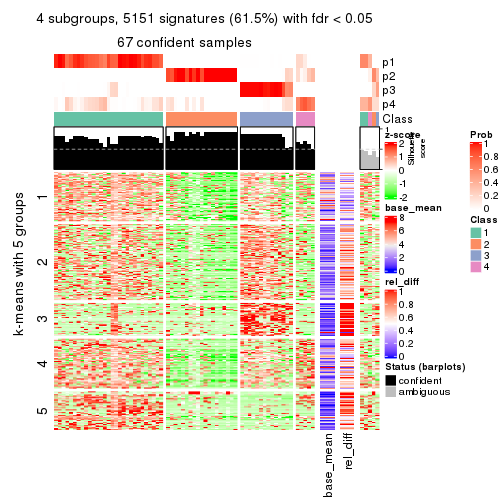 4 subgroups, 5151 signatures (61.5%) with fdr < 0.05
67 confident samples
p1
p2
p3
p4
Class
1
Silhouette
score
k-means with 5 groups
1
2
3
4
5
base_mean
rel_diff
z-score
2
1
0
-1
-2
base_mean
8
6
4
2
0
rel_diff
1
0.8
0.6
0.4
0.2
0
Status (barplots)
confident
ambiguous
Prob
1
0.8
0.6
0.4
0.2
0
Class
1
2
3
4